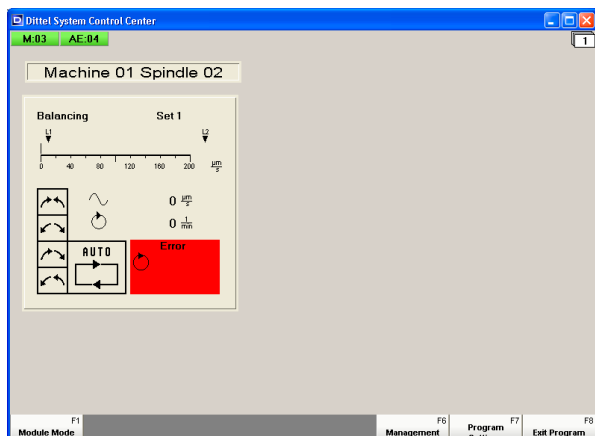 Dittel System Control Center
M:03 AE:04
1
Machine 01 Spindle 02
Balancing Set 1
L1 L2
0 40 80 120 160 200 µm/s
0 µm/s
0 1/min
AUTO
Error
F1 F6 F7 F8
Module Mode Management Program Exit Program